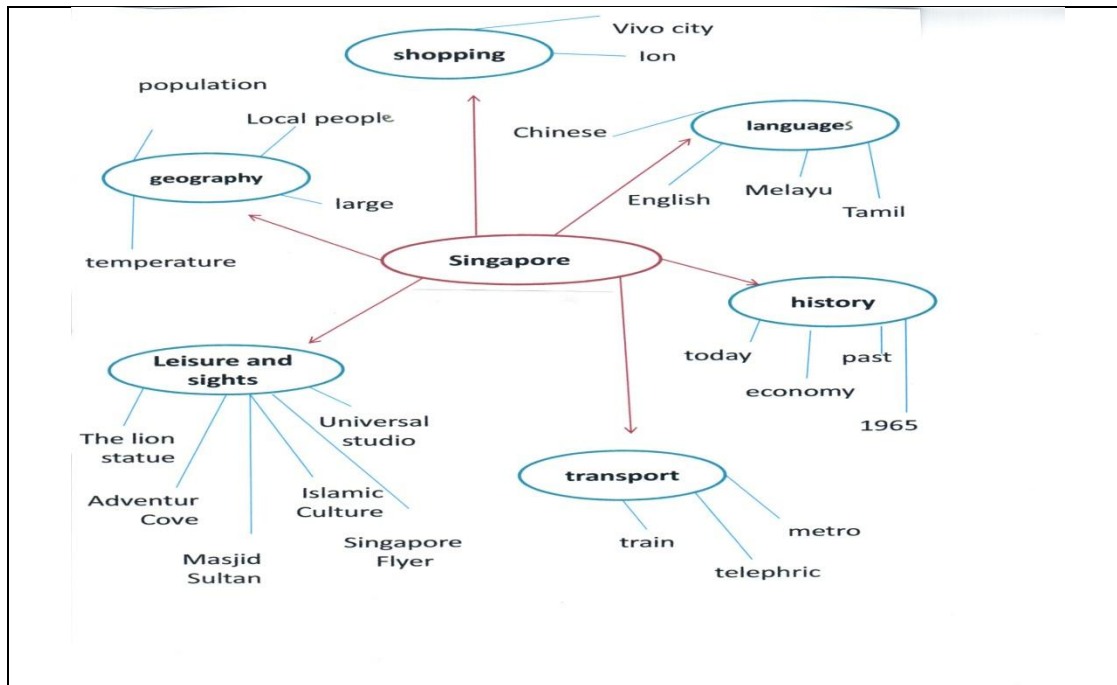 Vivo city
shopping
Ion
population
Local people
Chinese
languages
geography
English
Melayu
Tamil
large
temperature
Singapore
history
today
past
economy
1965
Leisure and
sights
Universal
studio
The lion
statue
Adventur
Cove
Islamic
Culture
Masjid
Sultan
Singapore
Flyer
transport
train
metro
telephric